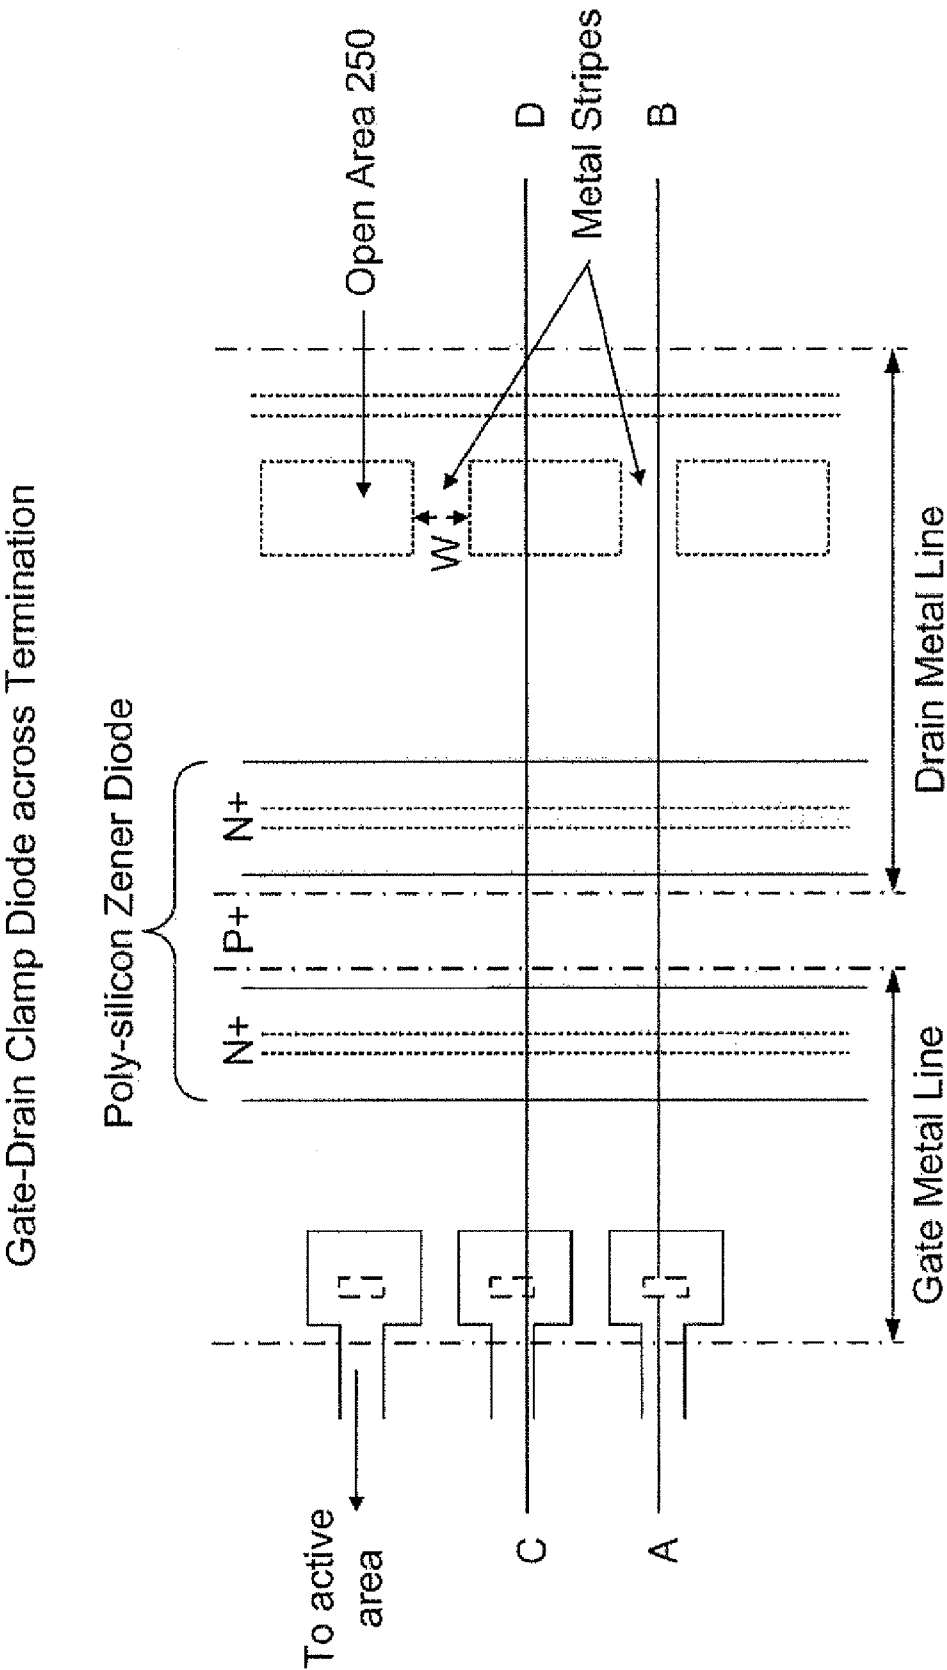 Gate-Drain Clamp Diode across Termination
Poly-silicon Zener Diode
N+
P+
N+
Open Area 250
W
To active
area
C
D
Metal Stripes
A
B
Gate Metal Line
Drain Metal Line